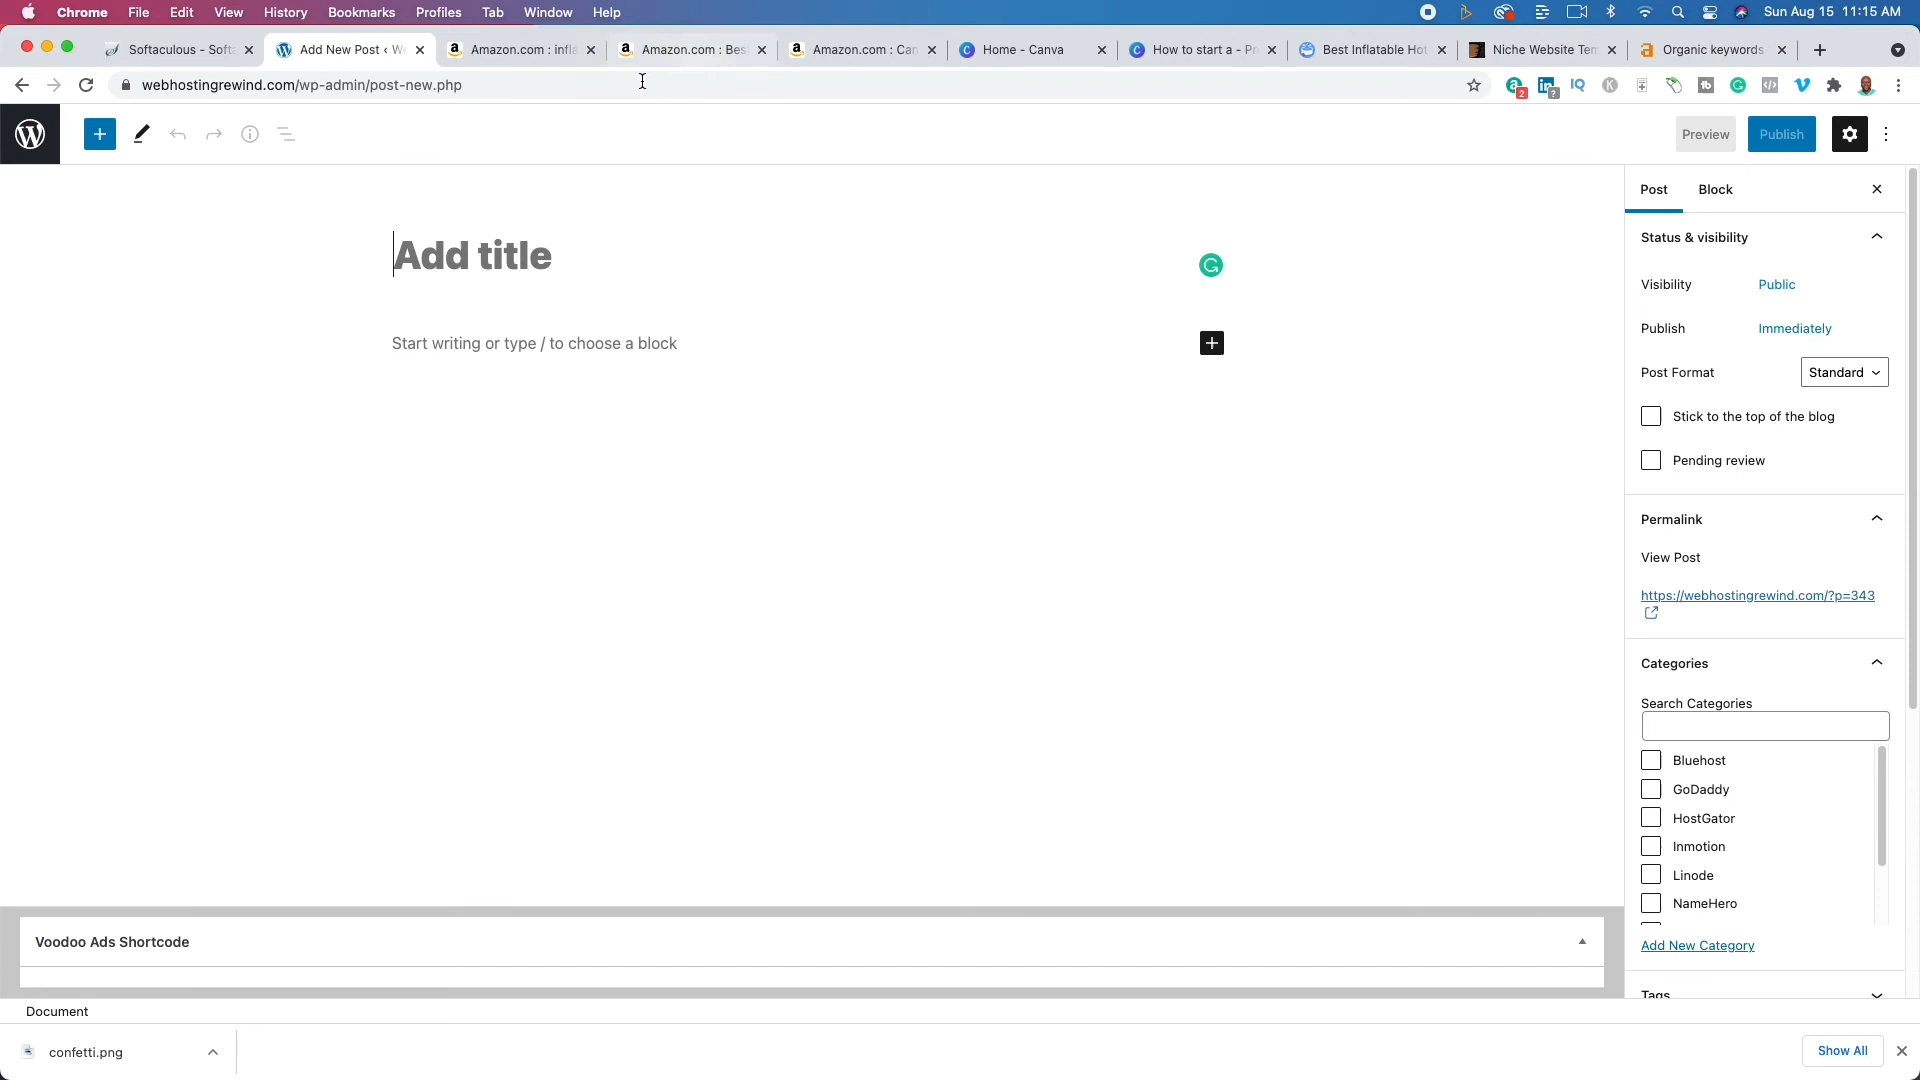 Chrome File Edit View History Bookmarks Profiles Tab Window Help Sun Aug 15 11:15 AM
Softaculous - Softa Add New Post ‹ We Amazon.com : infla Amazon.com : Bes Amazon.com : Can Home - Canva How to start a - Pr Best Inflatable Hot Niche Website Tem Organic keywords
webhostingrewind.com/wp-admin/post-new.php
Preview Publish
Post Block
Status & visibility
Add title
Visibility Public
Publish Immediately
Start writing or type / to choose a block
Post Format Standard
Stick to the top of the blog
Pending review
Permalink
View Post
https://webhostingrewind.com/?p=343
Categories
Search Categories
Bluehost
GoDaddy
HostGator
Inmotion
Linode
NameHero
Voodoo Ads Shortcode
Add New Category
Tags
Document
confetti.png
Show All